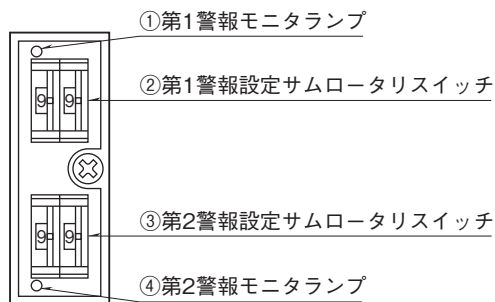 ①第1警報モニタランプ
②第1警報設定サムロータリスイッチ
9 9
③第2警報設定サムロータリスイッチ
9 9
④第2警報モニタランプ